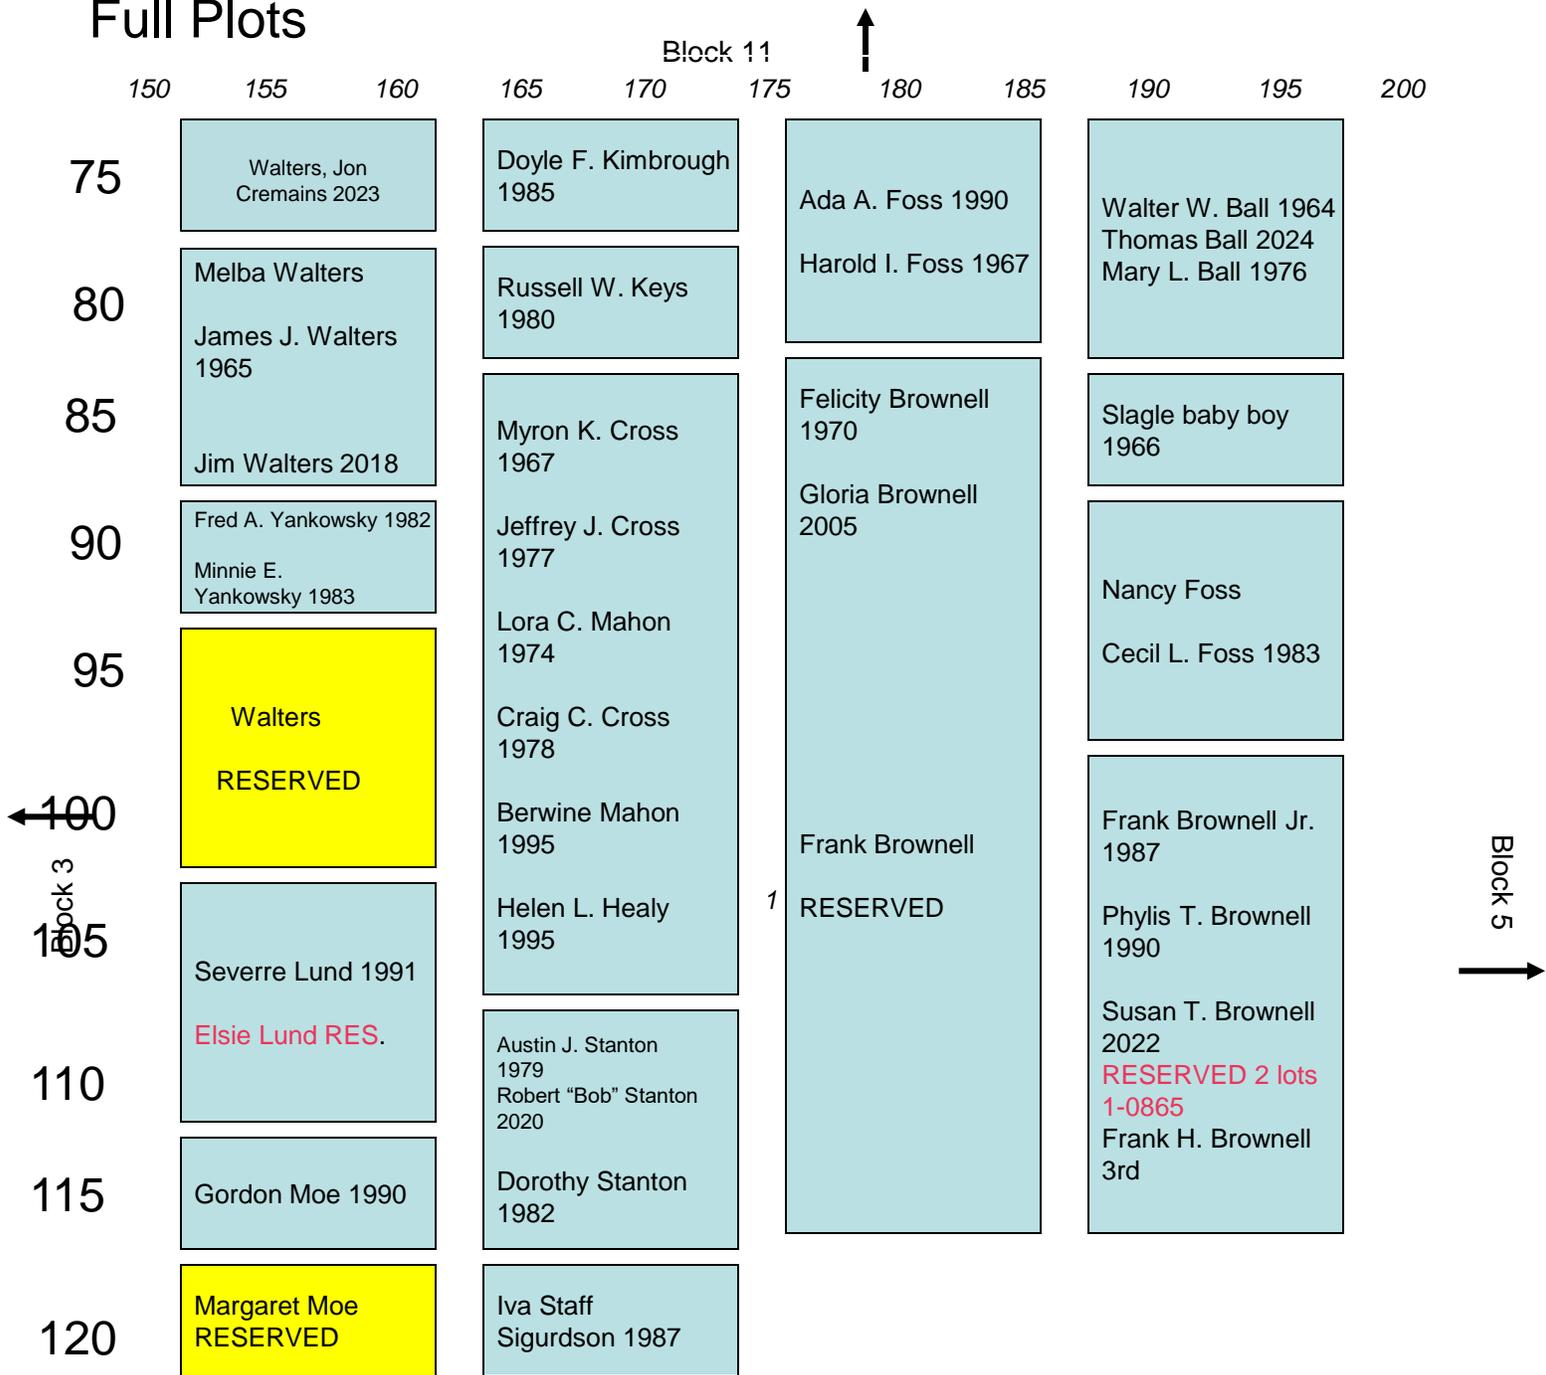 Full Plots
Block 11
150 155 160 165 170 175 180 185 190 195 200
75
80
85
90
95
100
105
110
115
120
Block 3
Walters, Jon
Cremains 2023
Melba Walters
James J. Walters
1965
Jim Walters 2018
Fred A. Yankowsky 1982
Minnie E.
Yankowsky 1983
Walters
RESERVED
Severre Lund 1991
Elsie Lund RES.
Gordon Moe 1990
Margaret Moe
RESERVED
Doyle F. Kimbrough
1985
Russell W. Keys
1980
Myron K. Cross
1967
Jeffrey J. Cross
1977
Lora C. Mahon
1974
Craig C. Cross
1978
Berwine Mahon
1995
Helen L. Healy
1995
Austin J. Stanton
1979
Robert “Bob” Stanton
2020
Dorothy Stanton
1982
Iva Staff
Sigurdson 1987
1
Ada A. Foss 1990
Harold I. Foss 1967
Felicity Brownell
1970
Gloria Brownell
2005
Frank Brownell
RESERVED
Walter W. Ball 1964
Thomas Ball 2024
Mary L. Ball 1976
Slagle baby boy
1966
Nancy Foss
Cecil L. Foss 1983
Frank Brownell Jr.
1987
Phylis T. Brownell
1990
Susan T. Brownell
2022
RESERVED 2 lots
1-0865
Frank H. Brownell
3rd
Block 5